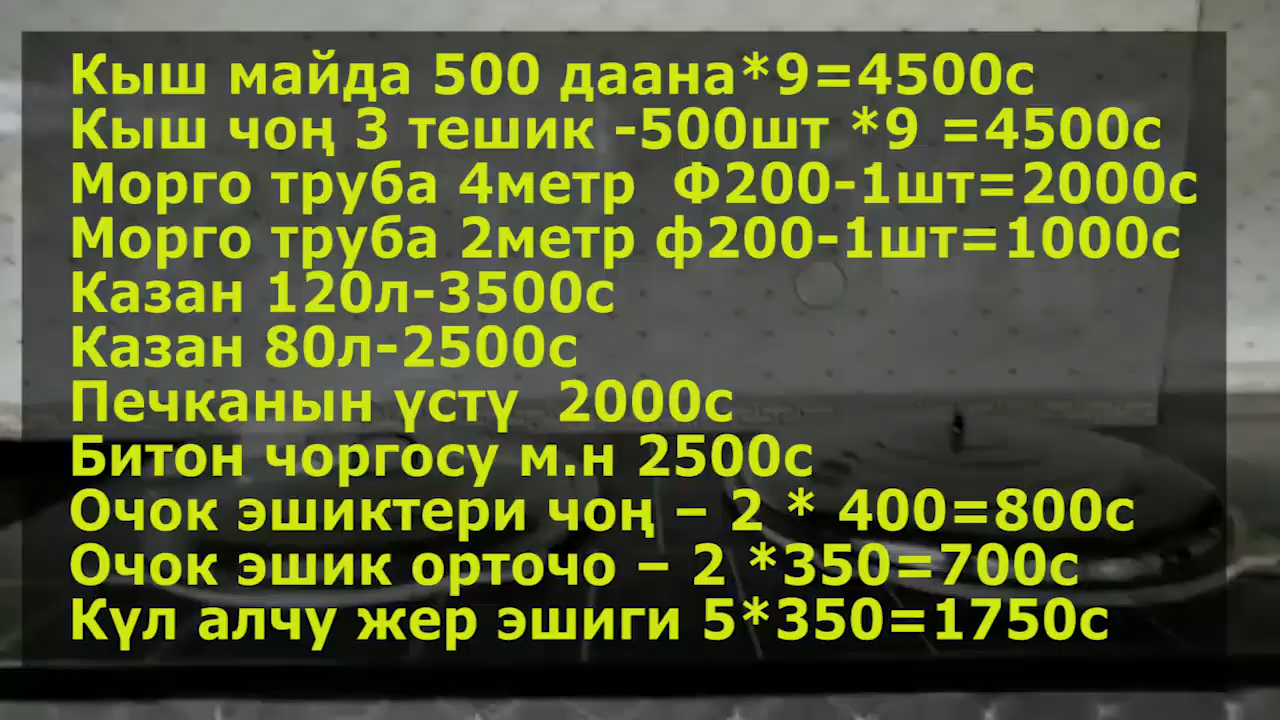 Кыш майда 500 даана*9=4500с
Кыш чоң 3 тешик -500шт *9 =4500с
Морго труба 4метр  Ф200-1шт=2000с
Морго труба 2метр ф200-1шт=1000с
Казан 120л-3500с
Казан 80л-2500с
Печканын үстү  2000с
Битон чоргосу м.н 2500с
Очок эшиктери чоң – 2 * 400=800с
Очок эшик орточо – 2 *350=700с
Күл алчу жер эшиги 5*350=1750с